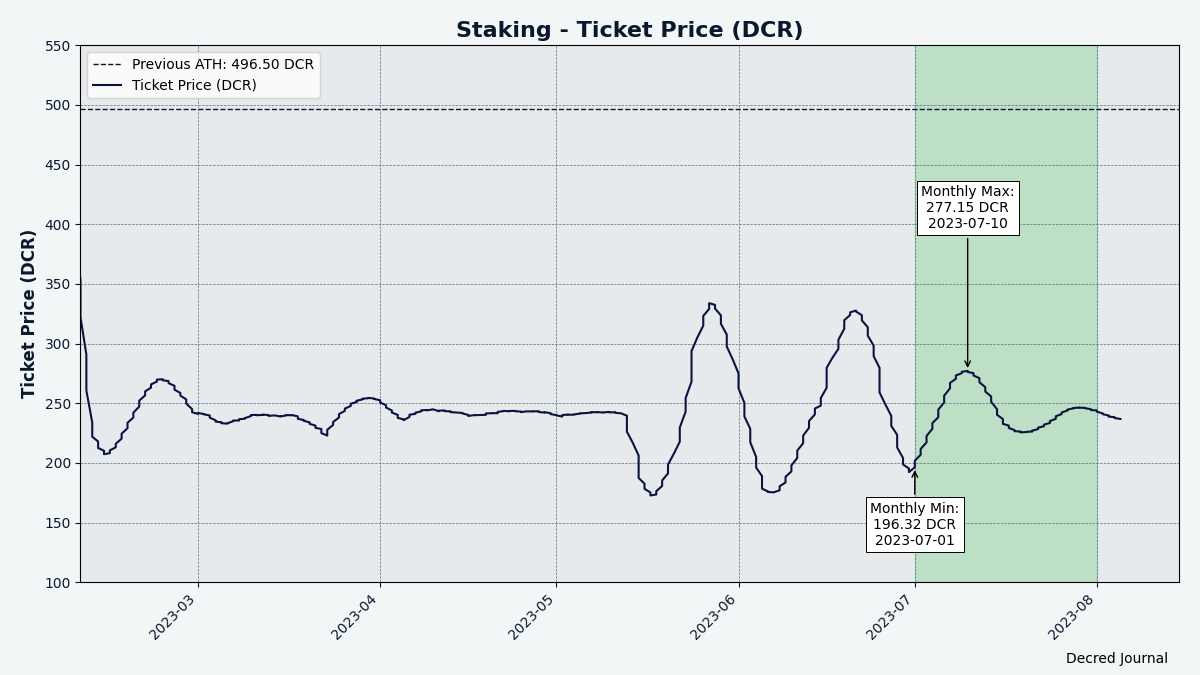 Staking - Ticket Price (DCR)
Previous ATH: 496.50 DCR
Ticket Price (DCR)
Ticket Price (DCR)
550
500
450
400
350
300
250
200
150
100
Monthly Max:
277.15 DCR
2023-07-10
Monthly Min:
196.32 DCR
2023-07-01
2023-03
2023-04
2023-05
2023-06
2023-07
2023-08
Decred Journal